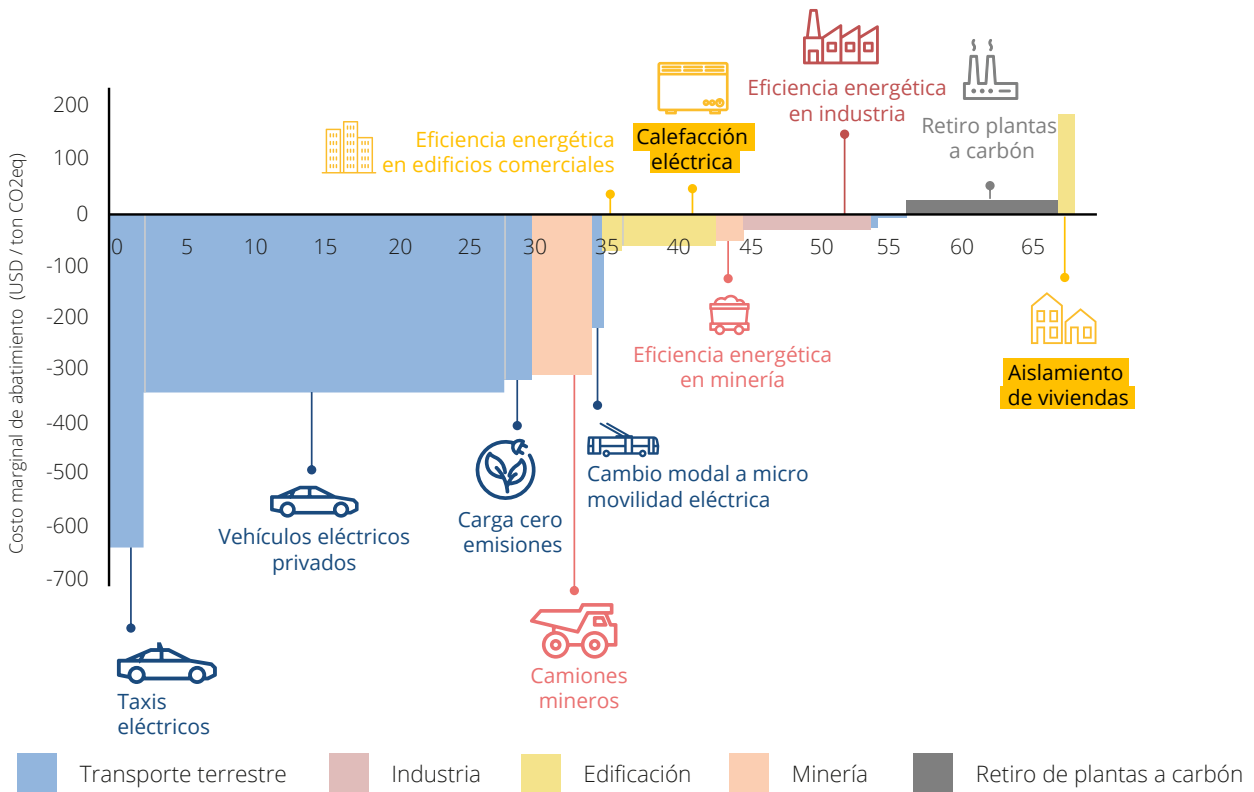 Costo marginal de abatimiento (USD / ton CO2eq)
200
100
0
-100
-200
-300
-400
-500
-600
-700
0 5 15 20 25 30 35 40 45 50 55 60 65
Eficiencia energética
en edificios comerciales
Calefacción
eléctrica
Eficiencia energética
en industria
Retiro plantas
a carbón
Eficiencia energética
en minería
Aislamiento
de viviendas
Cambio modal a micro
movilidad eléctrica
Carga cero
emisiones
Vehículos eléctricos
privados
Camiones
mineros
Taxis
eléctricos
Transporte terrestre
Industria
Edificación
Minería
Retiro de plantas a carbón